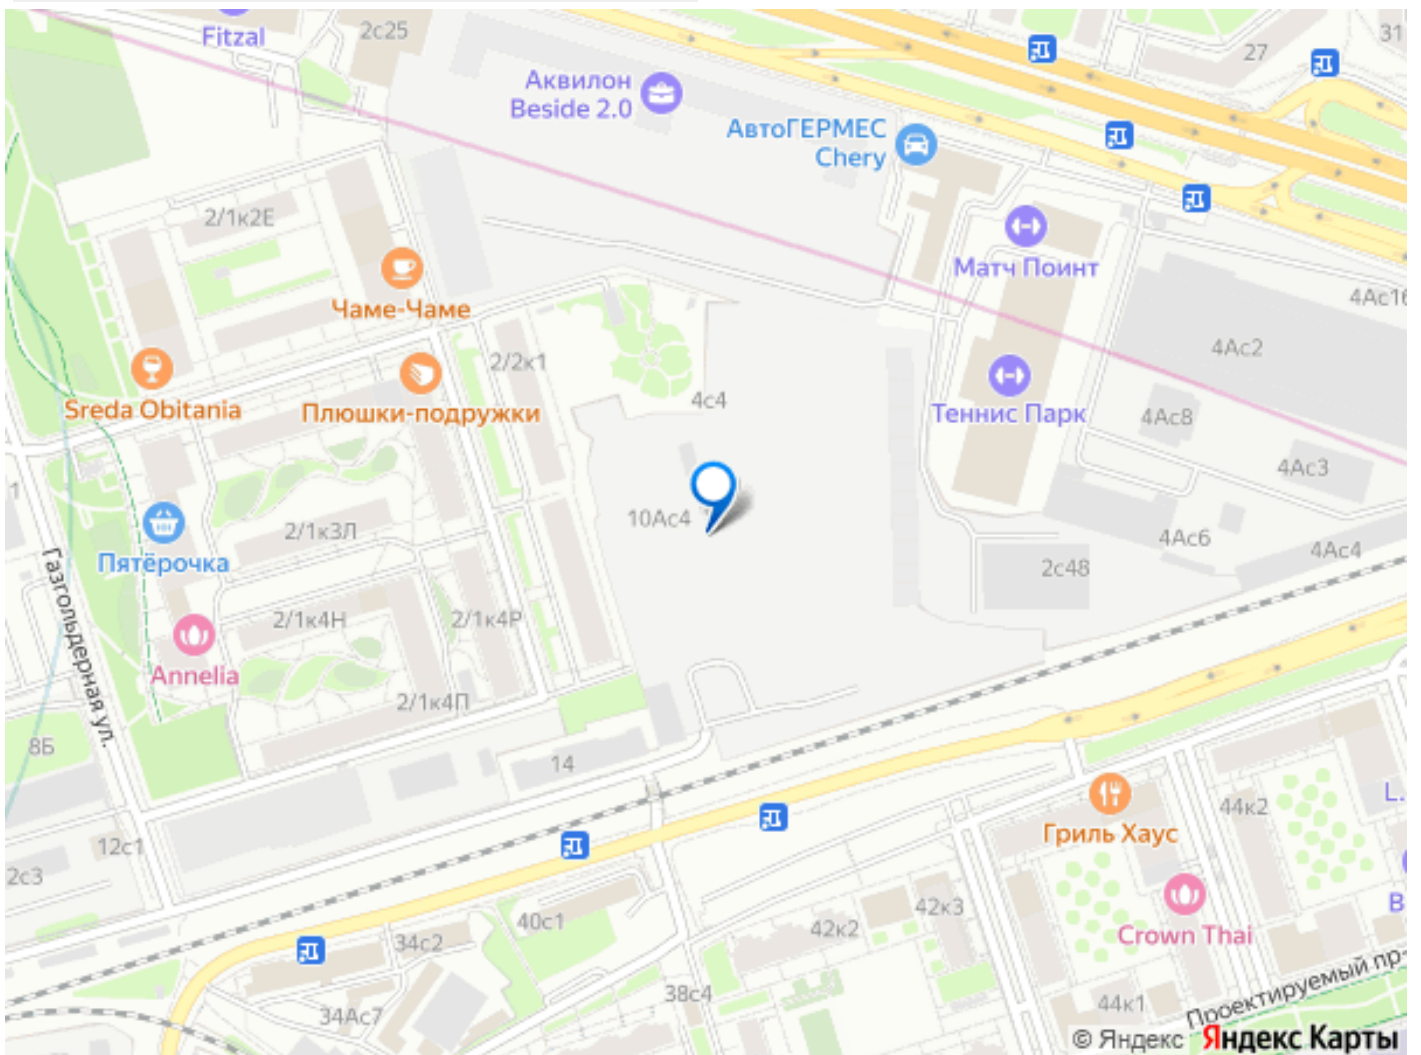 Fitzal
2с25
Аквилон
Beside 2.0
27
31
АвтоГЕРМЕС
Chery
2/1к2Е
Матч Поинт
Чаме-Чаме
4Ас2
Sreda Obitania
Плюшки-подружки
2/2к1
4с4
Теннис Парк
4Ас8
4Ас3
1
2/1к3Л
10Ас4
4Ас6
4Ас4
Пятёрочка
2с48
Газгольдерная ул.
2/1к4Н
2/1к4Р
Annelia
2/1к4П
8Б
14
44к2
L.
Гриль Хаус
12с1
2с3
40с1
42к3
42к2
В
34с2
Crown Thai
38с4
34Ас7
44к1
Проектируемый пр-
© Яндекс Яндекс Карты